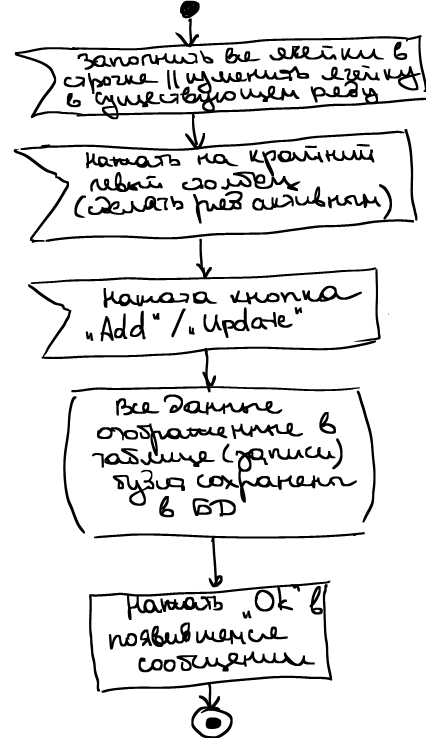 Заполнить все ячейки в
строчке || изменить ячейку
в существующем ряду
Нажать на крайний
левый столбец
(сделать ряд активным)
Нажата кнопка
„Add" / „Update"
Все данные
отображенные в
таблице (записи)
будут сохранены
в БД
Нажать „Ok" в
появившемся
сообщении